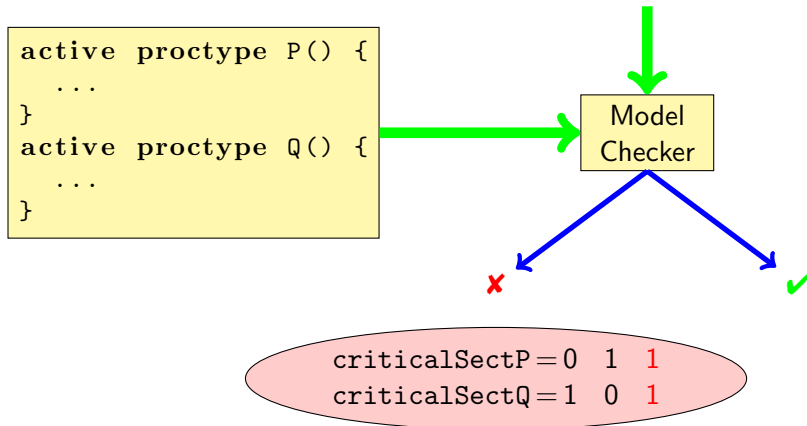 active proctype P() {
  ...
}
active proctype Q() {
  ...
}
Model
Checker
✘
✔
criticalSectP=0 1 1
criticalSectQ=1 0 1